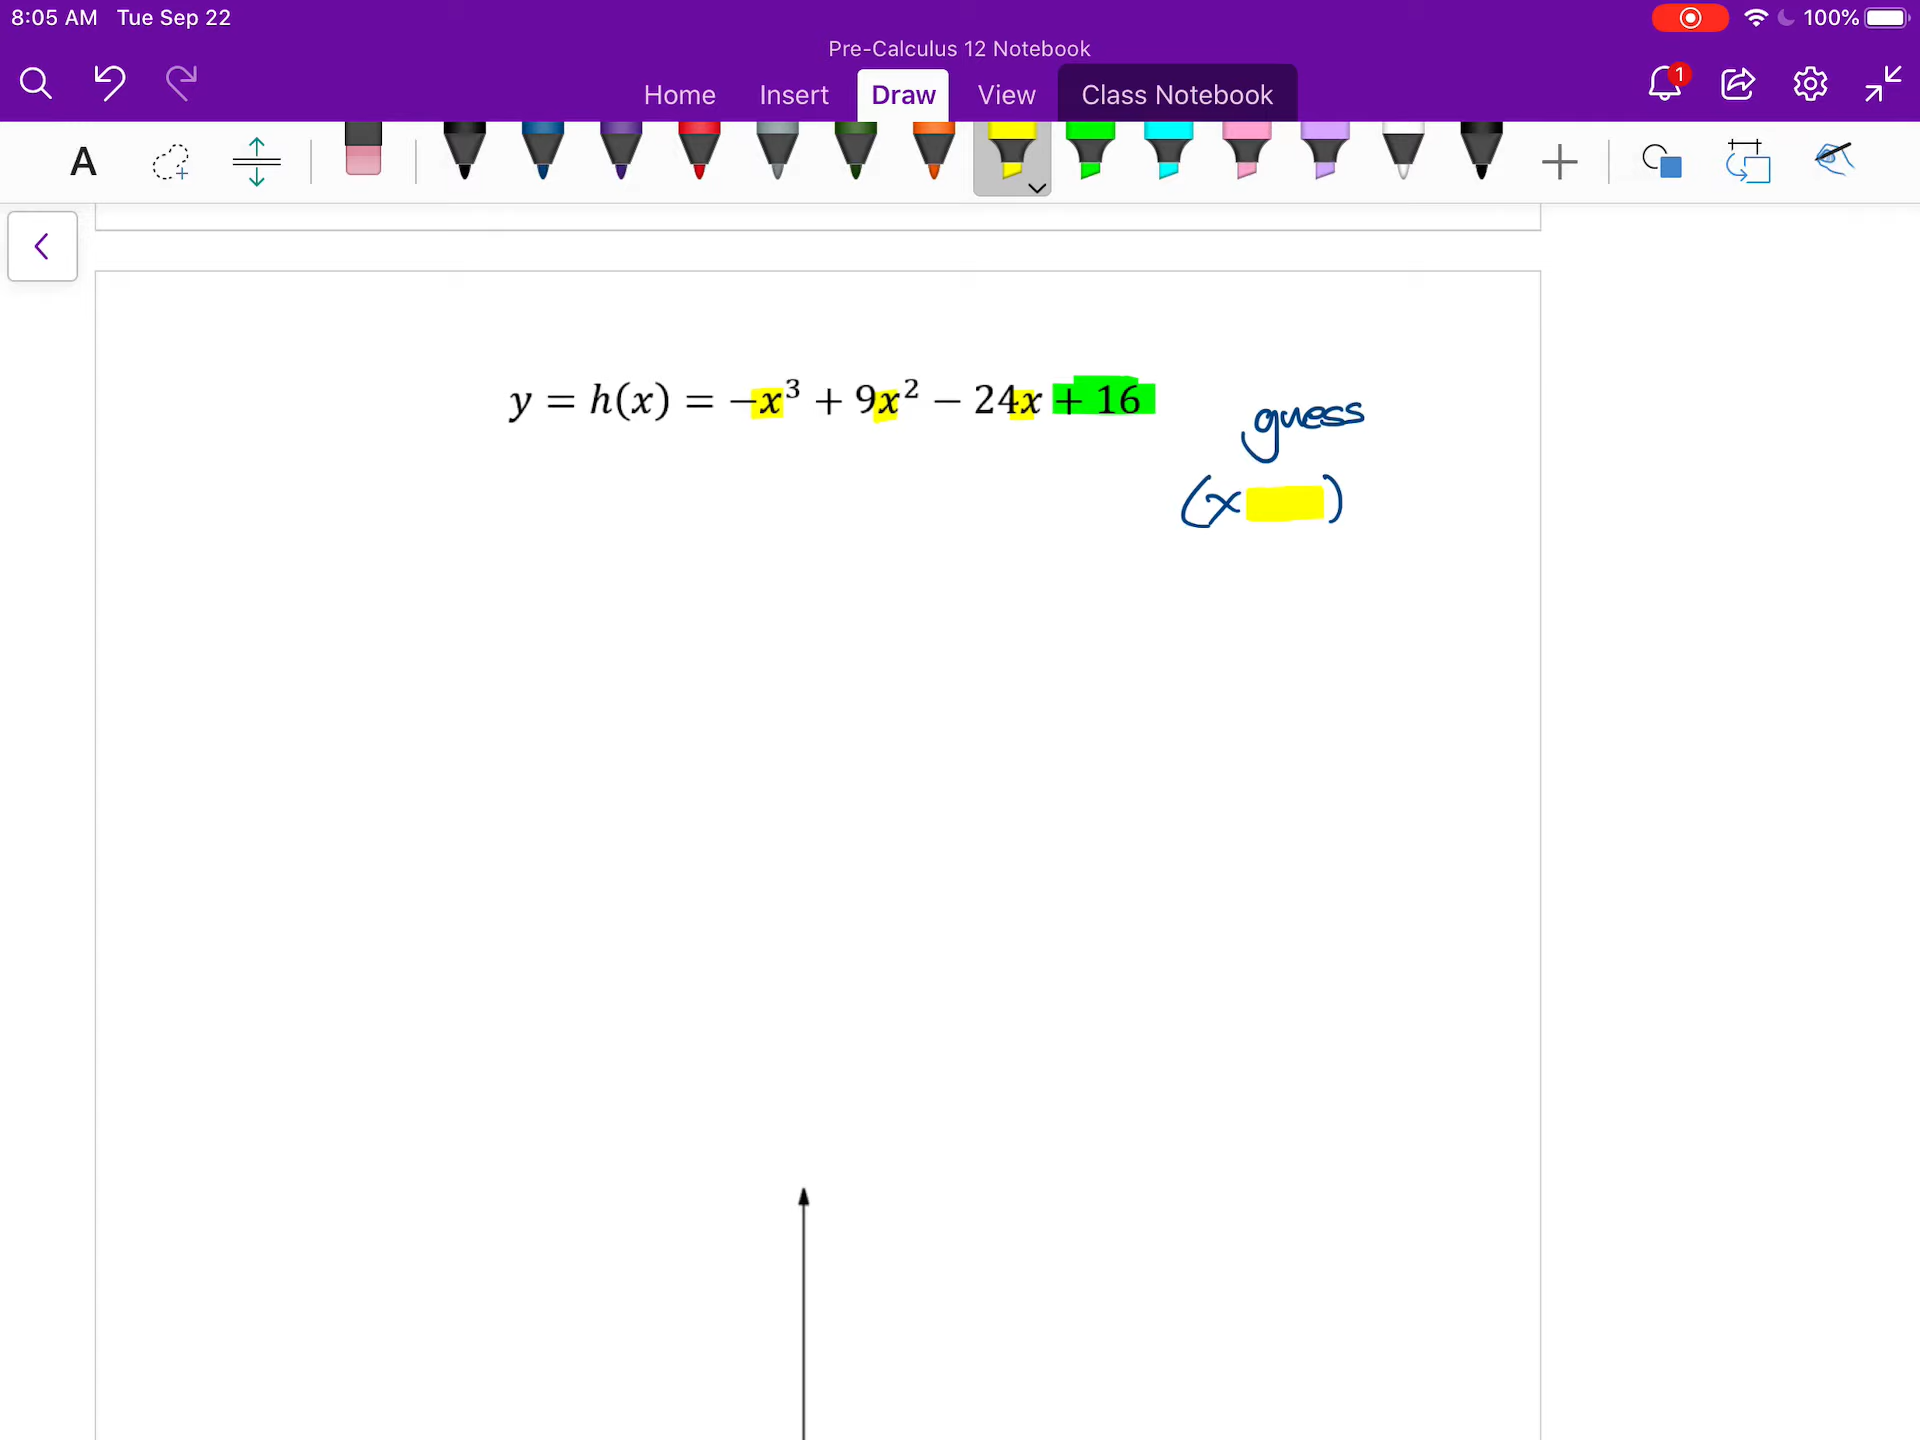 8:05 AM Tue Sep 22
100%
Pre-Calculus 12 Notebook
Home Insert Draw View Class Notebook
1
A
y = h(x) = −x³ + 9x² − 24x + 16
guess
(x )